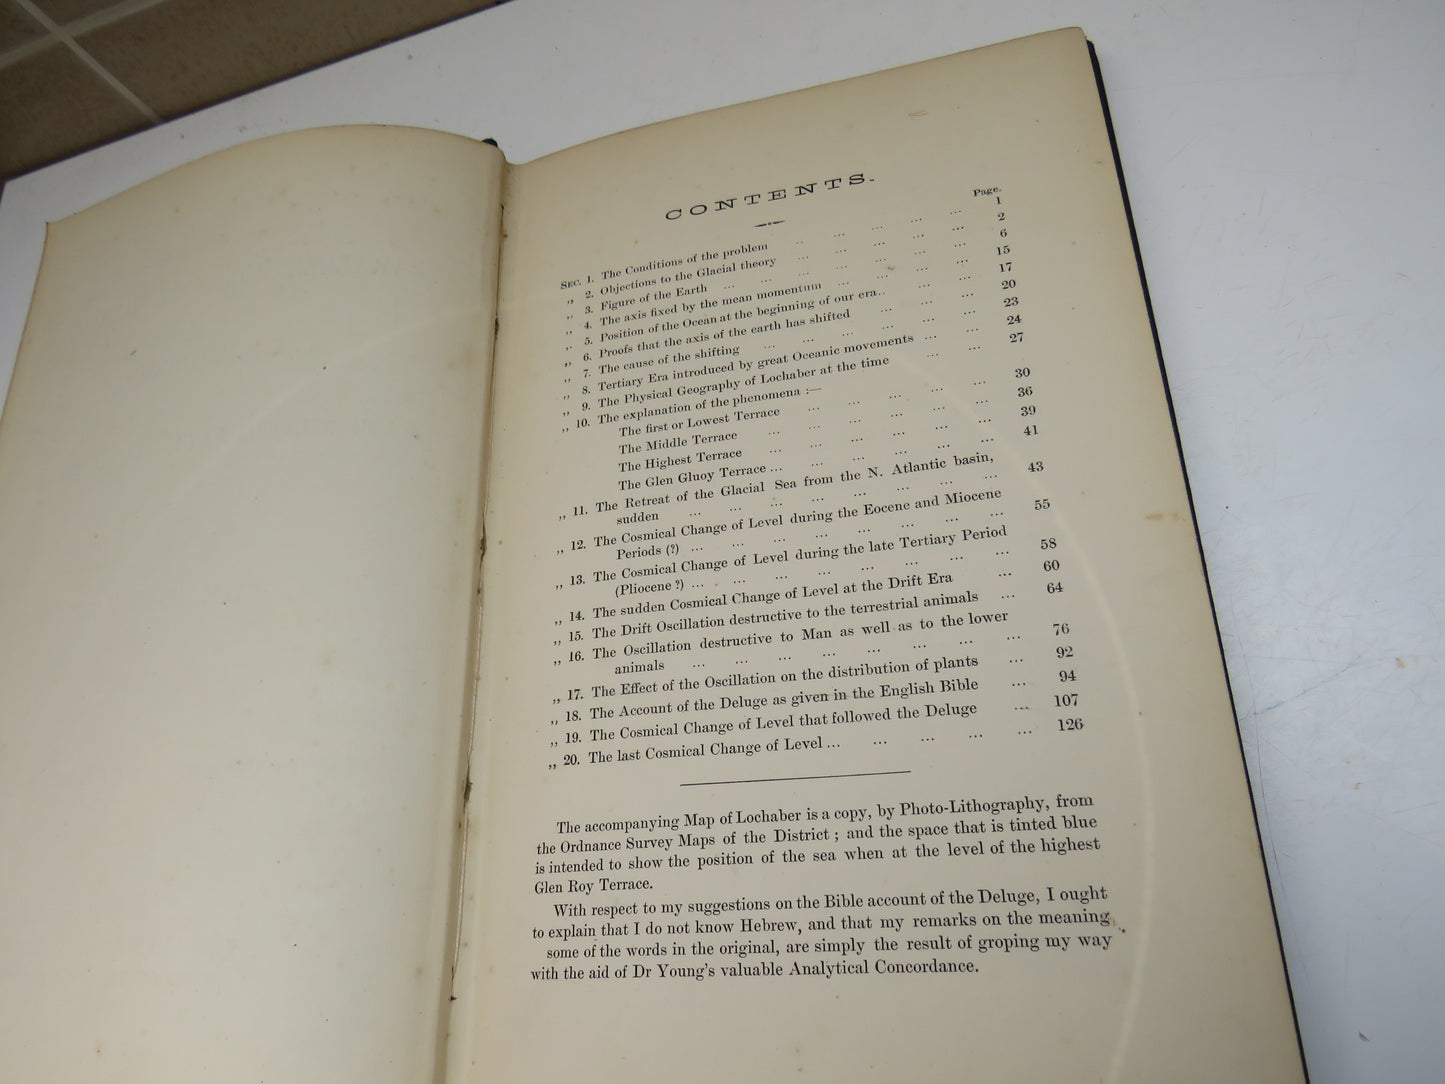 CONTENTS.
Page.
SEC. 1. The Conditions of the problem ... ... ... ... ... 1
„ 2. Objections to the Glacial theory ... ... ... ... ... 2
„ 3. Figure of the Earth ... ... ... ... ... ... ... 6
„ 4. The axis fixed by the mean momentum ... ... ... ... 15
„ 5. Position of the Ocean at the beginning of our era... ... ... 17
„ 6. Proofs that the axis of the earth has shifted ... ... ... 20
„ 7. The cause of the shifting ... ... ... ... ... ... 23
„ 8. Tertiary Era introduced by great Oceanic movements ... ... 24
„ 9. The Physical Geography of Lochaber at the time ... ... 27
„ 10. The explanation of the phenomena :—
The first or Lowest Terrace ... ... ... ... ... 30
The Middle Terrace ... ... ... ... ... ... 36
The Highest Terrace ... ... ... ... ... ... 39
The Glen Gluoy Terrace ... ... ... ... ... ... 41
„ 11. The Retreat of the Glacial Sea from the N. Atlantic basin,
sudden ... ... ... ... ... ... ... ... 43
„ 12. The Cosmical Change of Level during the Eocene and Miocene
Periods (?) ... ... ... ... ... ... ... ... 55
„ 13. The Cosmical Change of Level during the late Tertiary Period
(Pliocene ?) ... ... ... ... ... ... ... ... 58
„ 14. The sudden Cosmical Change of Level at the Drift Era ... 60
„ 15. The Drift Oscillation destructive to the terrestrial animals ... 64
„ 16. The Oscillation destructive to Man as well as to the lower
animals ... ... ... ... ... ... ... ... 76
„ 17. The Effect of the Oscillation on the distribution of plants ... 92
„ 18. The Account of the Deluge as given in the English Bible ... 94
„ 19. The Cosmical Change of Level that followed the Deluge ... 107
„ 20. The last Cosmical Change of Level ... ... ... ... ... 126
The accompanying Map of Lochaber is a copy, by Photo-Lithography, from
the Ordnance Survey Maps of the District ; and the space that is tinted blue
is intended to show the position of the sea when at the level of the highest
Glen Roy Terrace.
With respect to my suggestions on the Bible account of the Deluge, I ought
to explain that I do not know Hebrew, and that my remarks on the meaning
some of the words in the original, are simply the result of groping my way
with the aid of Dr Young's valuable Analytical Concordance.